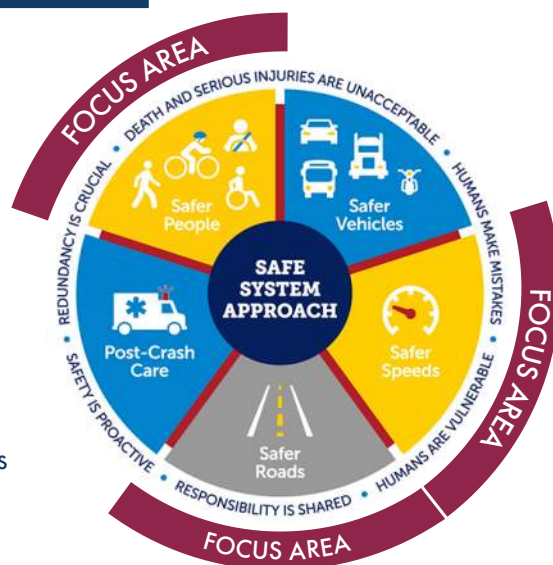 FOCUS AREA
DEATH AND SERIOUS INJURIES ARE UNACCEPTABLE •
HUMANS MAKE MISTAKES •
HUMANS ARE VULNERABLE •
RESPONSIBILITY IS SHARED •
SAFETY IS PROACTIVE •
REDUNDANCY IS CRUCIAL •
Safer
People
Safer
Vehicles
SAFE
SYSTEM
APPROACH
Post-Crash
Care
Safer
Speeds
FOCUS AREA
Safer
Roads
s
FOCUS AREA